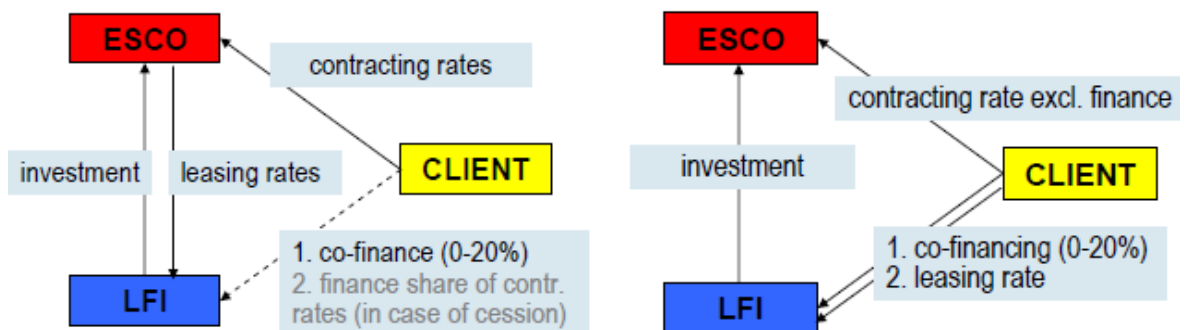 ESCO
contracting rates
investment
leasing rates
CLIENT
1. co-finance (0-20%)
2. finance share of contr.
rates (in case of cession)
LFI
ESCO
contracting rate excl. finance
investment
CLIENT
1. co-financing (0-20%)
2. leasing rate
LFI